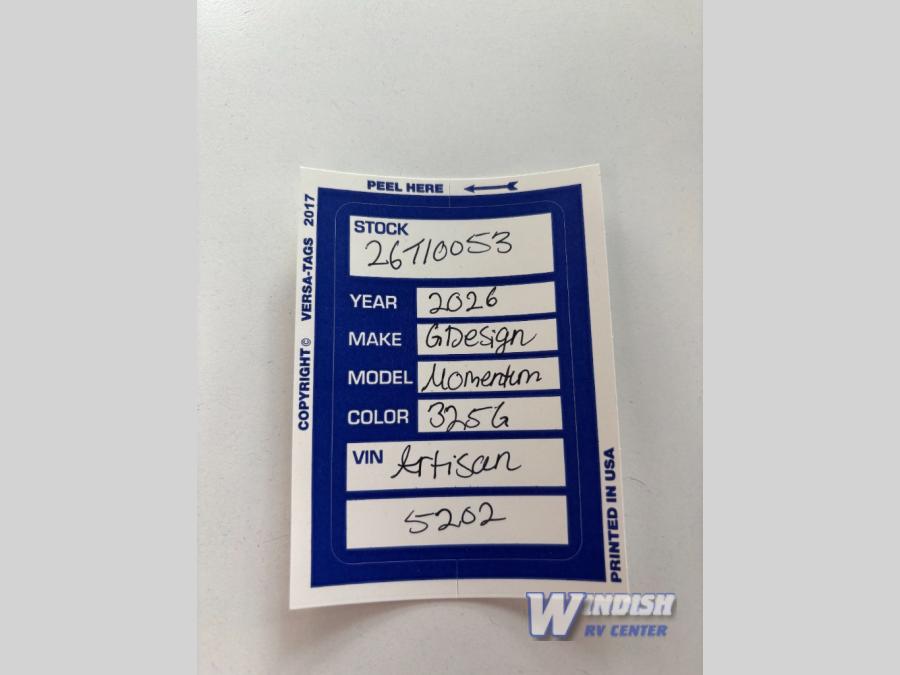 PEEL HERE
COPYRIGHT © VERSA-TAGS 2017
STOCK
26T10053
YEAR 2026
MAKE GDesign
MODEL Momentum
COLOR 325G
VIN Artisan
5202
PRINTED IN USA
WINDISH
RV CENTER